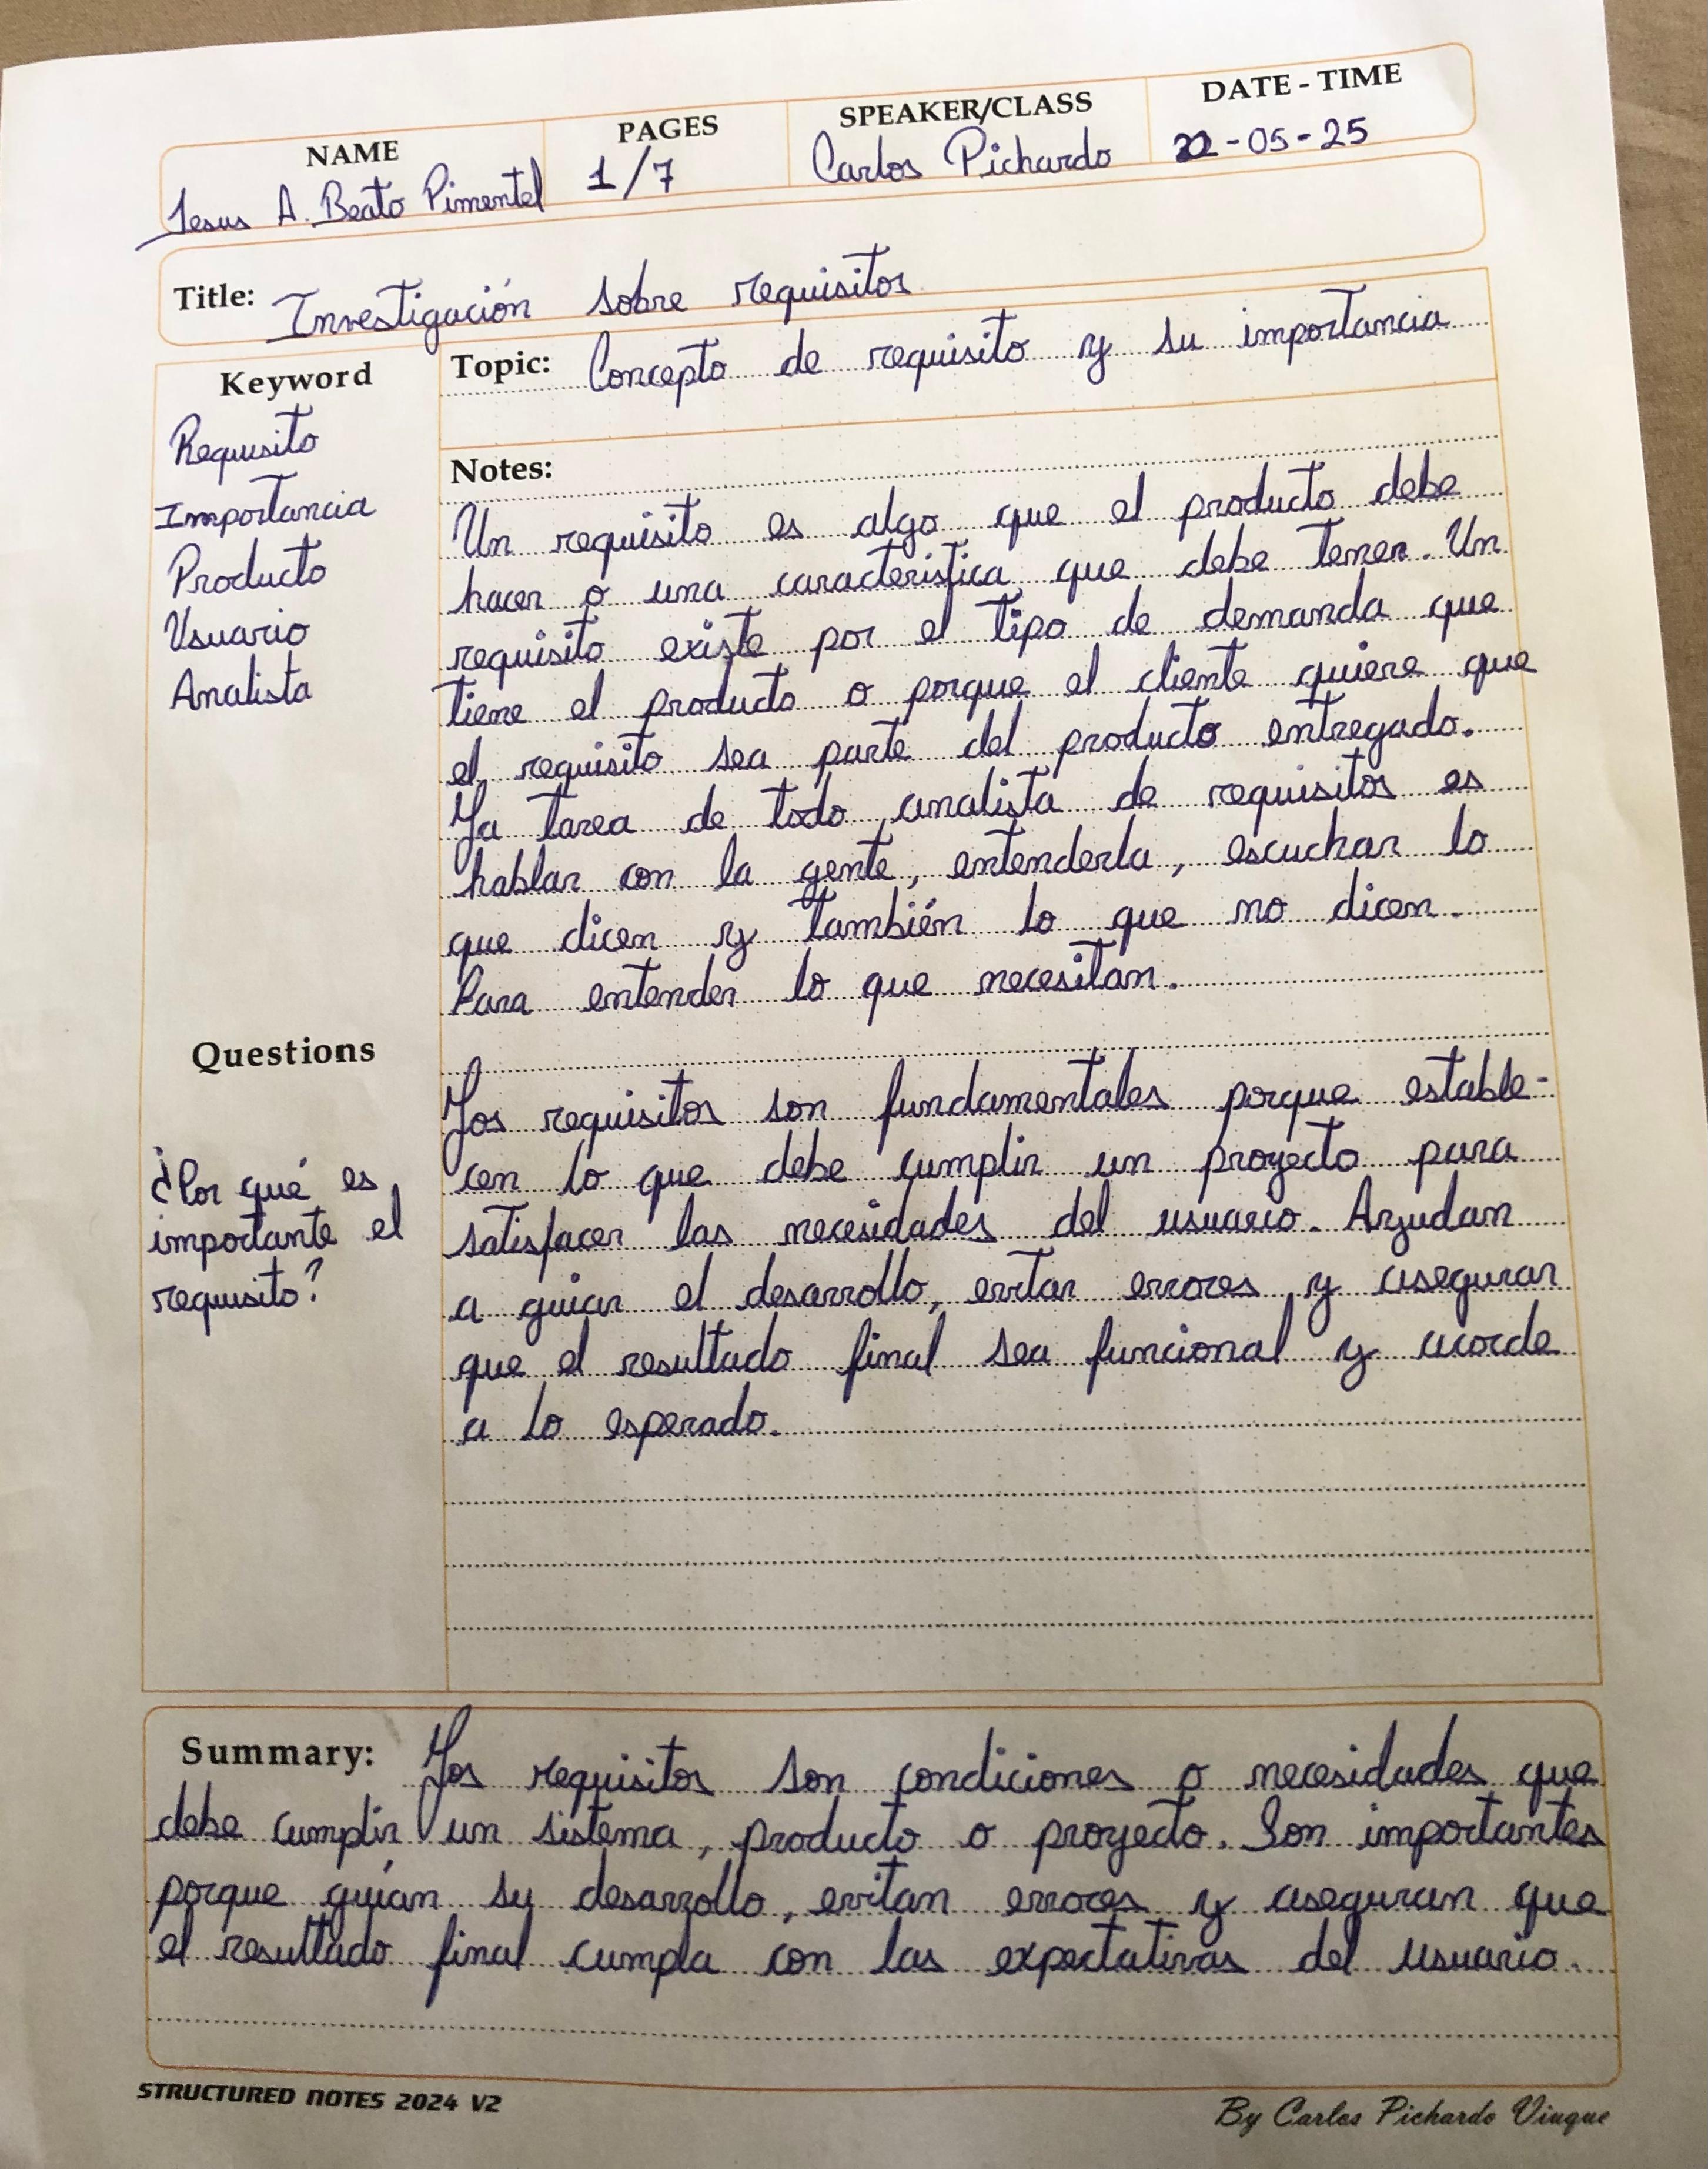 NAME PAGES SPEAKER/CLASS DATE - TIME
Jesus A. Beato Pimentel 1/7 Carlos Pichardo 22-05-25
Title: Investigación sobre requisitos
Keyword
Requisito
Importancia
Producto
Usuario
Analista
Topic: Concepto de requisito y su importancia
Notes:
Un requisito es algo que el producto debe
hacer o una característica que debe tener. Un
requisito existe por el tipo de demanda que
tiene el producto o porque el cliente quiere que
el requisito sea parte del producto entregado.
La tarea de todo analista de requisitos es
hablar con la gente, entenderla, escuchar lo
que dicen y también lo que no dicen.
Para entender lo que necesitan.
Questions
¿Por qué es
importante el
requisito?
Los requisitos son fundamentales porque estable-
cen lo que debe cumplir un proyecto para
satisfacer las necesidades del usuario. Ayudan
a guiar el desarrollo, evitar errores y asegurar
que el resultado final sea funcional y acorde
a lo esperado.
Summary: Los requisitos son condiciones o necesidades que
debe cumplir un sistema, producto o proyecto. Son importantes
porque guían su desarrollo, evitan errores y aseguran que
el resultado final cumpla con las expectativas del usuario.
STRUCTURED NOTES 2024 V2
By Carlos Pichardo Viuque